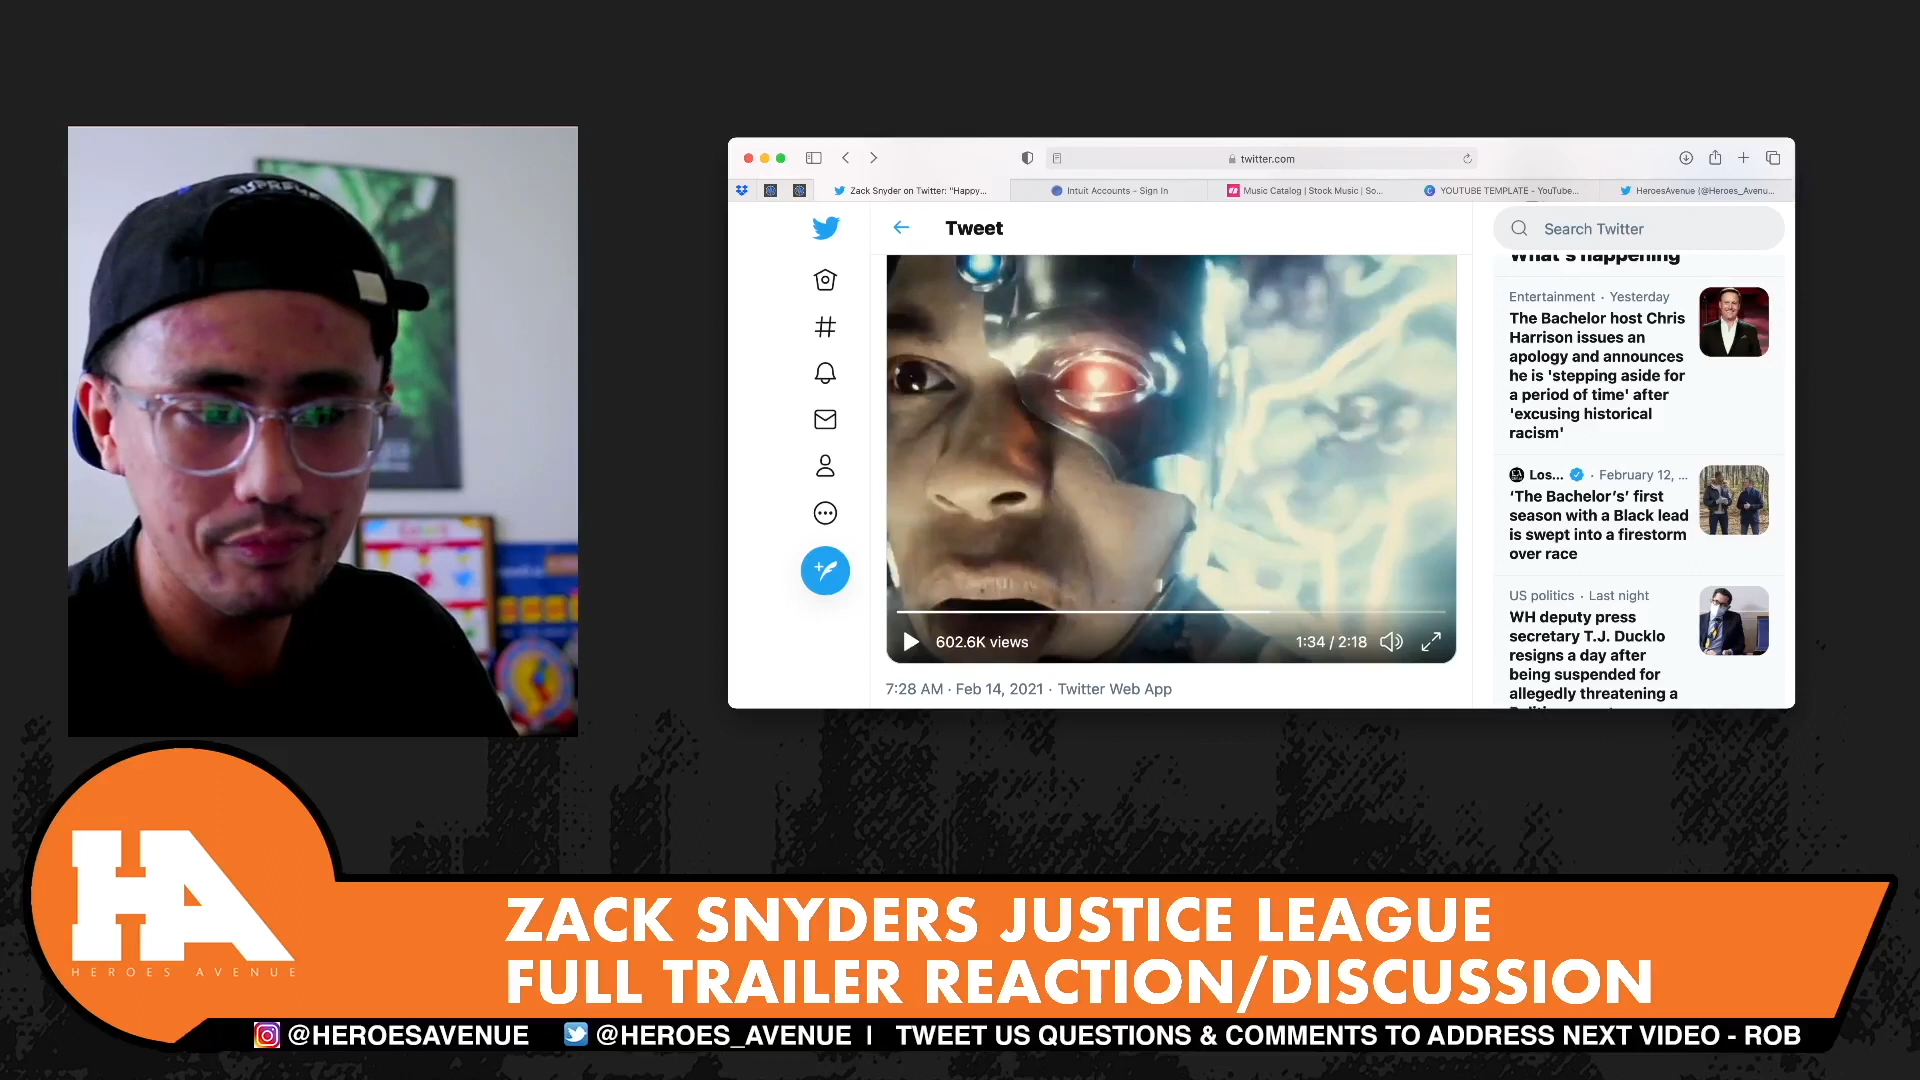 SUPREME
twitter.com
Zack Snyder on Twitter: "Happy...
Intuit Accounts - Sign In
Music Catalog | Stock Music | So...
YOUTUBE TEMPLATE - YouTube...
HeroesAvenue (@Heroes_Avenu...
Tweet
Search Twitter
What's happening
Entertainment · Yesterday
The Bachelor host Chris
Harrison issues an
apology and announces
he is 'stepping aside for
a period of time' after
'excusing historical
racism'
Los... · February 12, ...
‘The Bachelor’s’ first
season with a Black lead
is swept into a firestorm
over race
US politics · Last night
WH deputy press
secretary T.J. Ducklo
resigns a day after
being suspended for
allegedly threatening a
602.6K views
1:34 / 2:18
7:28 AM · Feb 14, 2021 · Twitter Web App
HA
HEROES AVENUE
ZACK SNYDERS JUSTICE LEAGUE
FULL TRAILER REACTION/DISCUSSION
@HEROESAVENUE @HEROES_AVENUE | TWEET US QUESTIONS & COMMENTS TO ADDRESS NEXT VIDEO - ROB